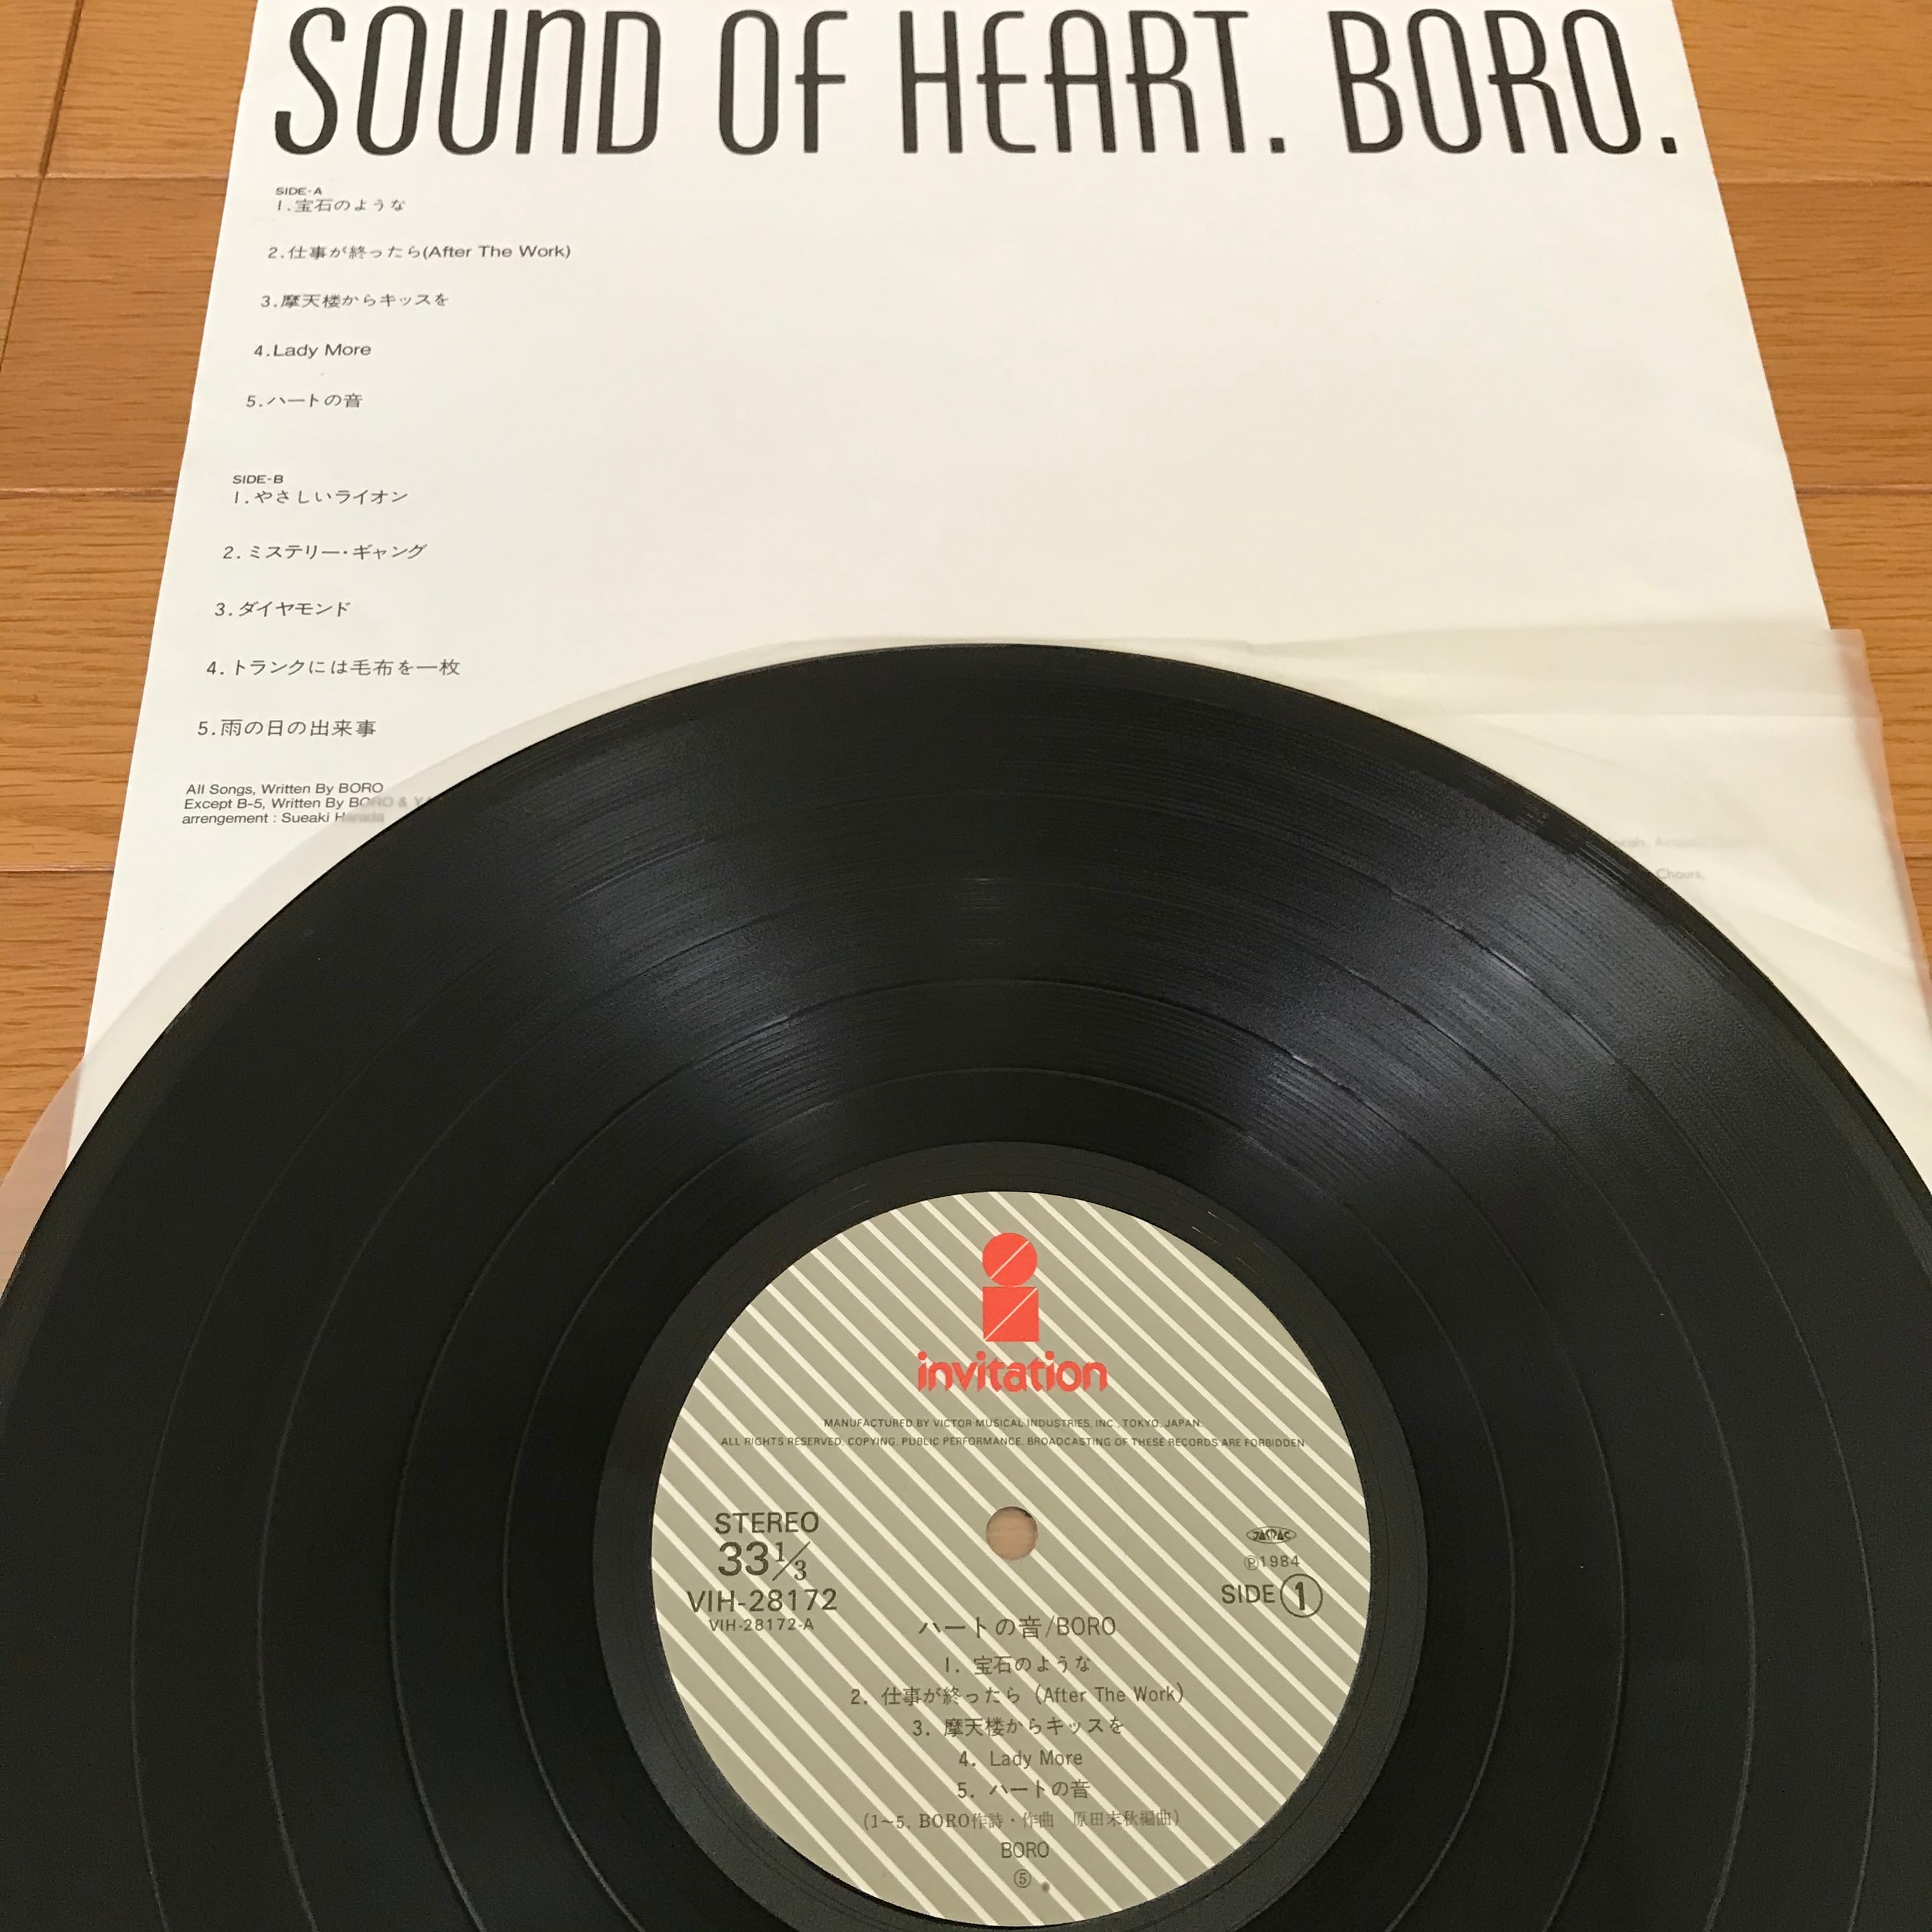 SOUND OF HEART. BORO.
SIDE-A
1.宝石のような
2.仕事が終ったら(After The Work)
3.摩天楼からキッスを
4.Lady More
5.ハートの音
SIDE-B
1.やさしいライオン
2.ミステリー・ギャング
3.ダイヤモンド
4.トランクには毛布を一枚
5.雨の日の出来事
All Songs, Written By BORO
Except B-5, Written By BORO &
arrengement : Sueaki Harada
Chours,
invitation
MANUFACTURED BY VICTOR MUSICAL INDUSTRIES, INC., TOKYO, JAPAN.
ALL RIGHTS RESERVED, COPYING, PUBLIC PERFORMANCE, BROADCASTING OF THESE RECORDS ARE FORBIDDEN
STEREO
33 1/3
VIH-28172
VIH-28172-A
JASRAC
Ⓟ1984
SIDE 1
ハートの音/BORO
1. 宝石のような
2. 仕事が終ったら (After The Work)
3. 摩天楼からキッスを
4. Lady More
5. ハートの音
(1~5. BORO作詩・作曲 原田末秋編曲)
BORO
⑤